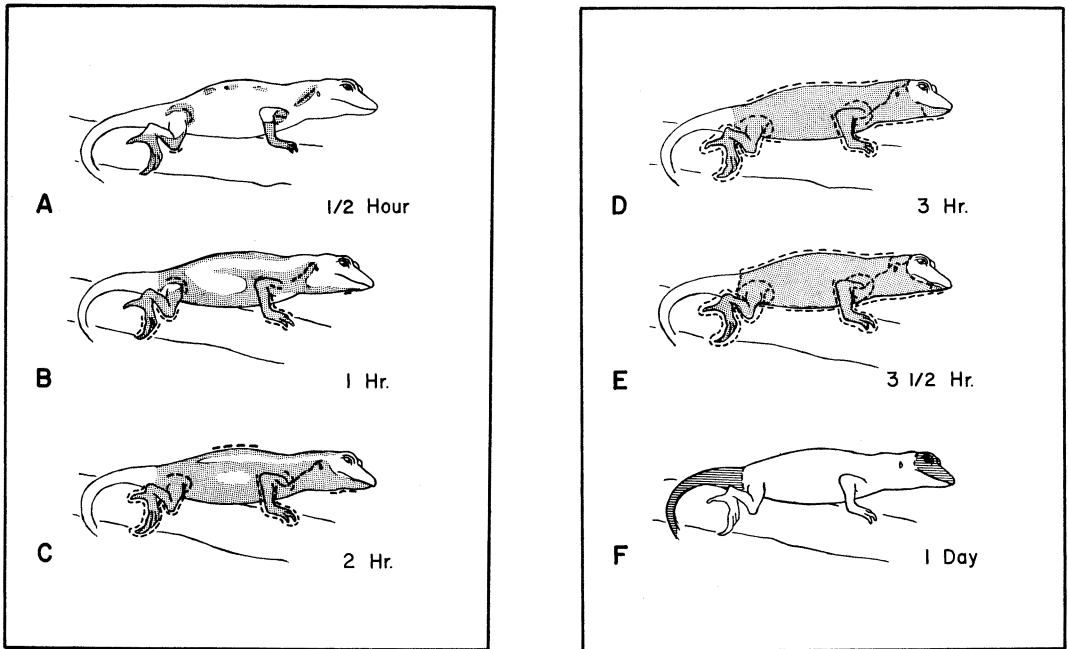 A
1/2 Hour
B
1 Hr.
C
2 Hr.
D
3 Hr.
E
3 1/2 Hr.
F
1 Day